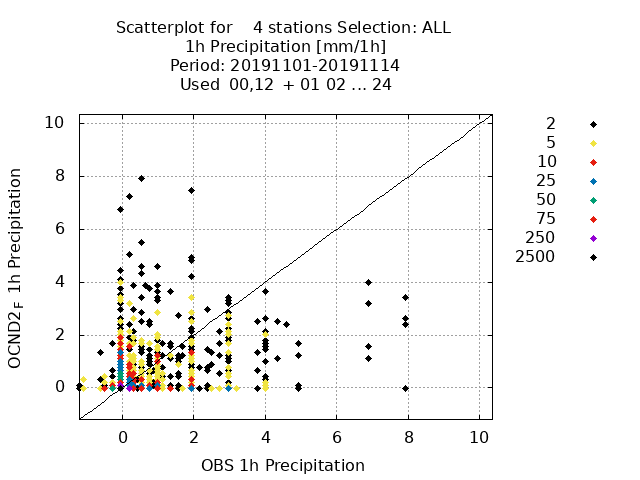 Scatterplot for 4 stations Selection: ALL
1h Precipitation [mm/1h]
Period: 20191101-20191114
Used 00,12 + 01 02 ... 24
OCND2F 1h Precipitation
10
8
6
4
2
0
0 2 4 6 8 10
OBS 1h Precipitation
2
5
10
25
50
75
250
2500